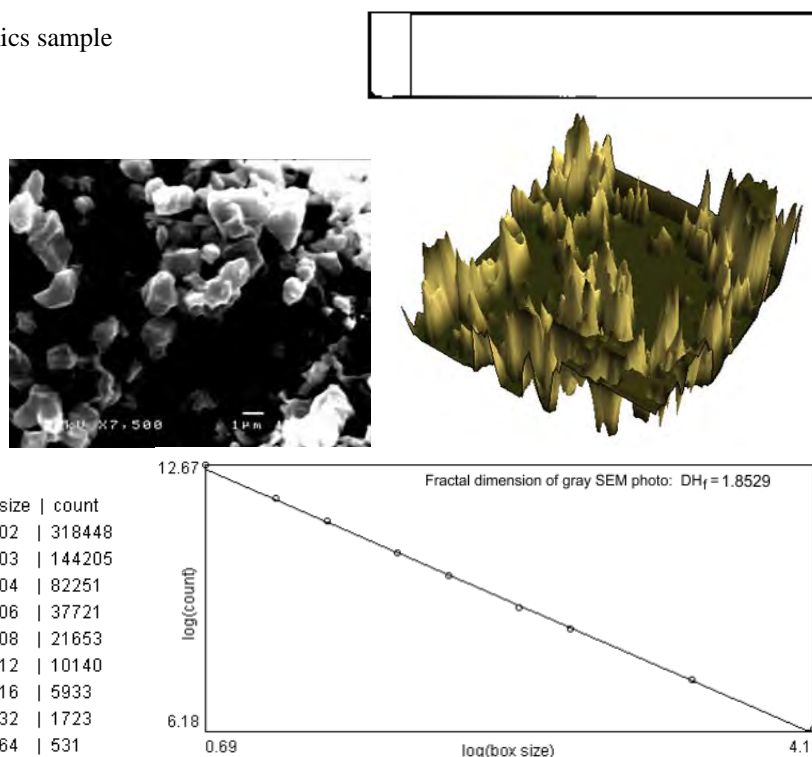 ics sample
kV X7,500 1μm
12.67
Fractal dimension of gray SEM photo: DHf = 1.8529
size | count
02 | 318448
03 | 144205
04 | 82251
06 | 37721
08 | 21653
12 | 10140
16 | 5933
32 | 1723
64 | 531
log(count)
6.18
0.69
log(box size)
4.1